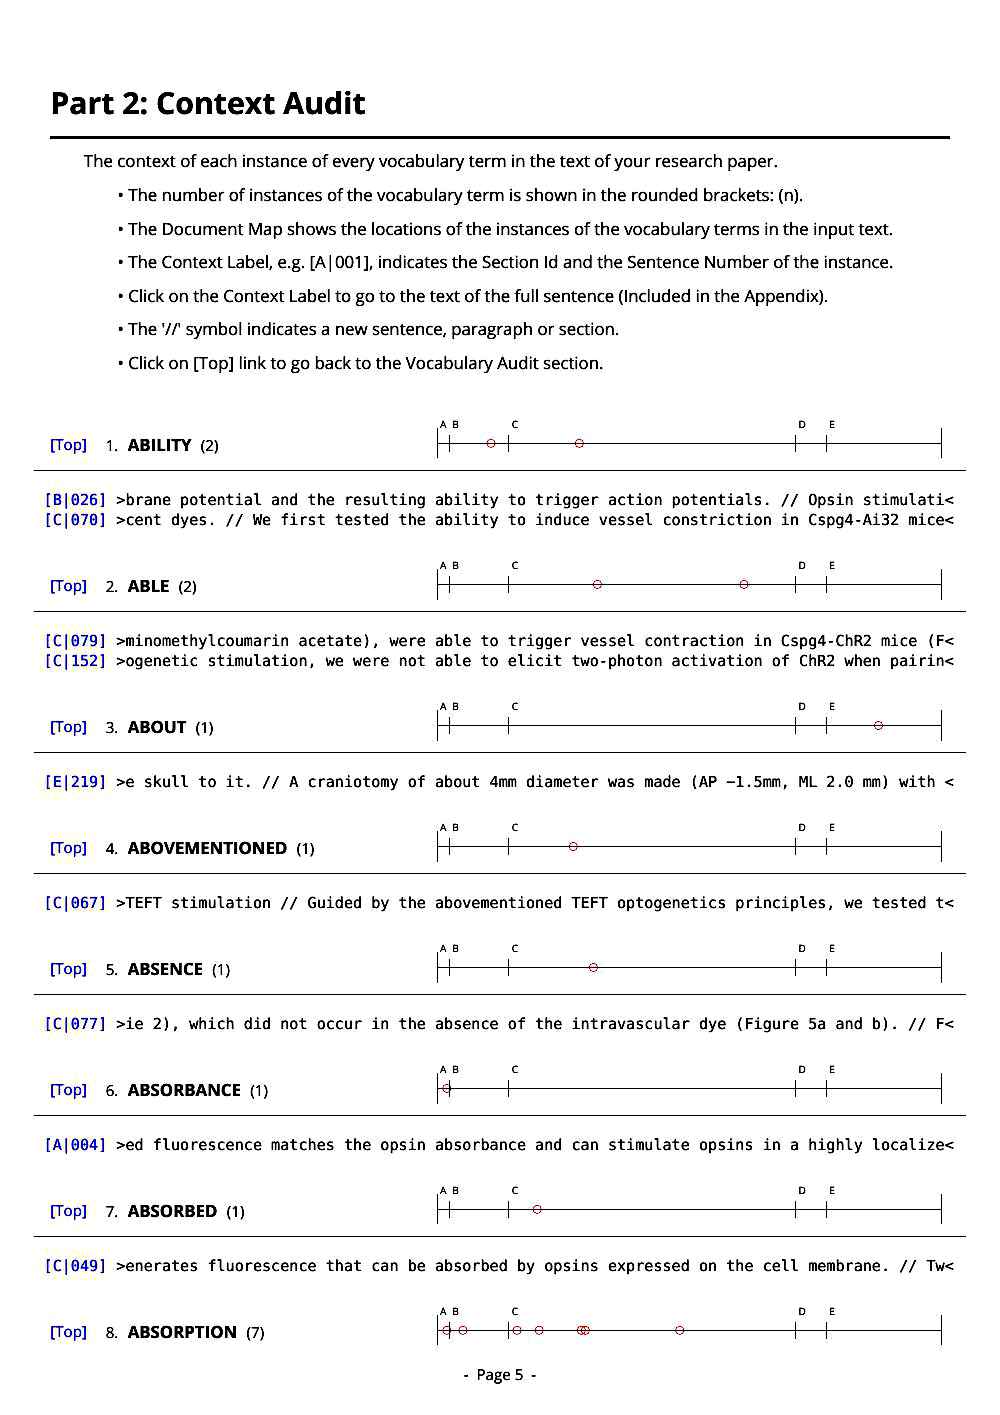 Part 2: Context Audit
The context of each instance of every vocabulary term in the text of your research paper.
• The number of instances of the vocabulary term is shown in the rounded brackets: (n).
• The Document Map shows the locations of the instances of the vocabulary terms in the input text.
• The Context Label, e.g. [A|001], indicates the Section Id and the Sentence Number of the instance.
• Click on the Context Label to go to the text of the full sentence (Included in the Appendix).
• The '//' symbol indicates a new sentence, paragraph or section.
• Click on [Top] link to go back to the Vocabulary Audit section.
A B C D E
[Top] 1. ABILITY (2)
[B|026] >brane potential and the resulting ability to trigger action potentials. // Opsin stimulati<
[C|070] >cent dyes. // We first tested the ability to induce vessel constriction in Cspg4-Ai32 mice<
A B C D E
[Top] 2. ABLE (2)
[C|079] >minomethylcoumarin acetate), were able to trigger vessel contraction in Cspg4-ChR2 mice (F<
[C|152] >ogenetic stimulation, we were not able to elicit two-photon activation of ChR2 when pairin<
A B C D E
[Top] 3. ABOUT (1)
[E|219] >e skull to it. // A craniotomy of about 4mm diameter was made (AP −1.5mm, ML 2.0 mm) with <
A B C D E
[Top] 4. ABOVEMENTIONED (1)
[C|067] >TEFT stimulation // Guided by the abovementioned TEFT optogenetics principles, we tested t<
A B C D E
[Top] 5. ABSENCE (1)
[C|077] >ie 2), which did not occur in the absence of the intravascular dye (Figure 5a and b). // F<
A B C D E
[Top] 6. ABSORBANCE (1)
[A|004] >ed fluorescence matches the opsin absorbance and can stimulate opsins in a highly localize<
A B C D E
[Top] 7. ABSORBED (1)
[C|049] >enerates fluorescence that can be absorbed by opsins expressed on the cell membrane. // Tw<
A B C D E
[Top] 8. ABSORPTION (7)
- Page 5 -